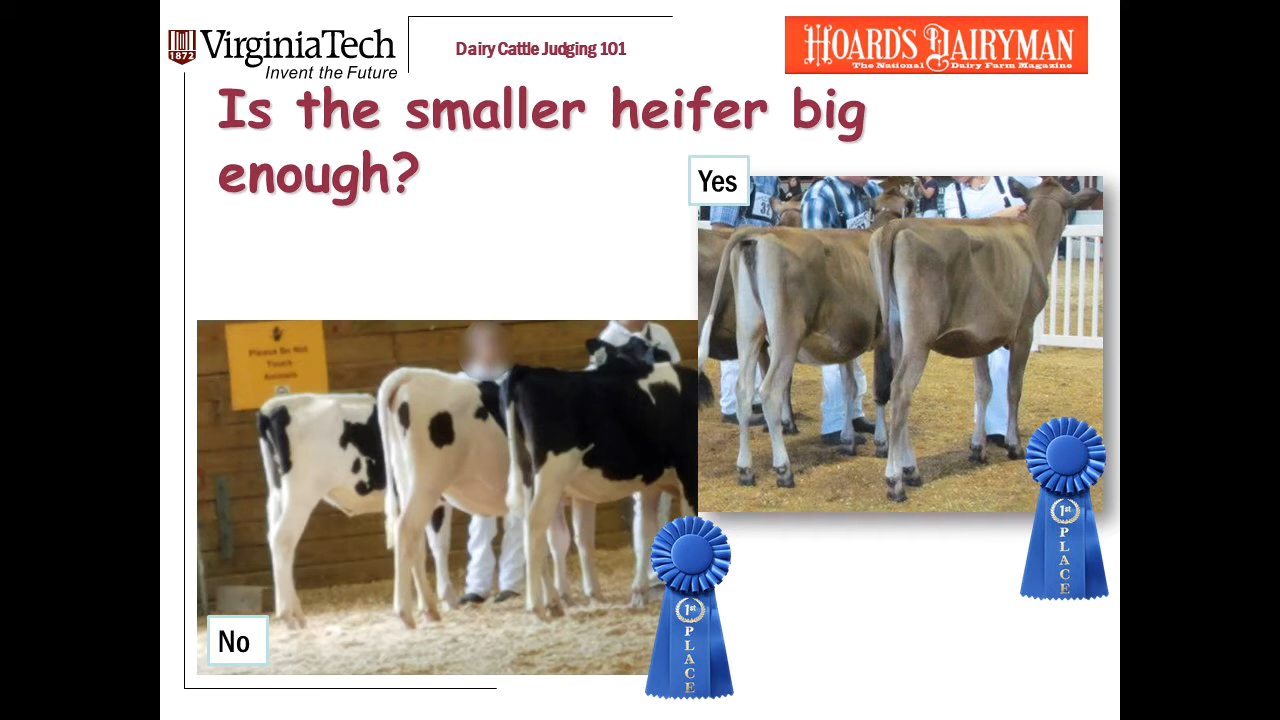 VirginiaTech
1872
Invent the Future
Dairy Cattle Judging 101
HOARD'S DAIRYMAN
The National Dairy Farm Magazine
Is the smaller heifer big
enough?
Yes
32
Please Do Not
Touch
Animals
No
1st
PLACE
1st
PLACE